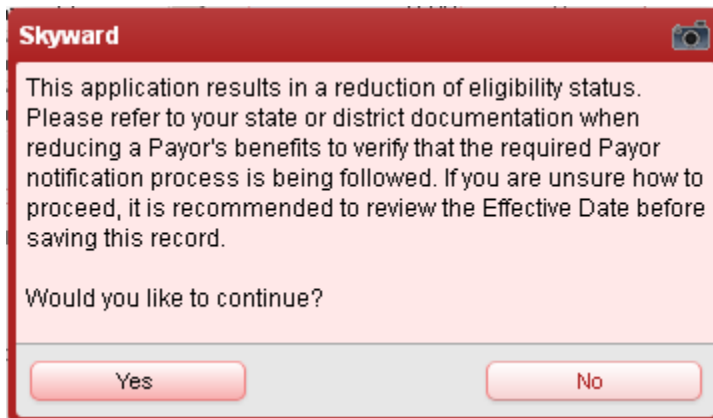 Skyward
This application results in a reduction of eligibility status.
Please refer to your state or district documentation when
reducing a Payor's benefits to verify that the required Payor
notification process is being followed. If you are unsure how to
proceed, it is recommended to review the Effective Date before
saving this record.
Would you like to continue?
Yes
No